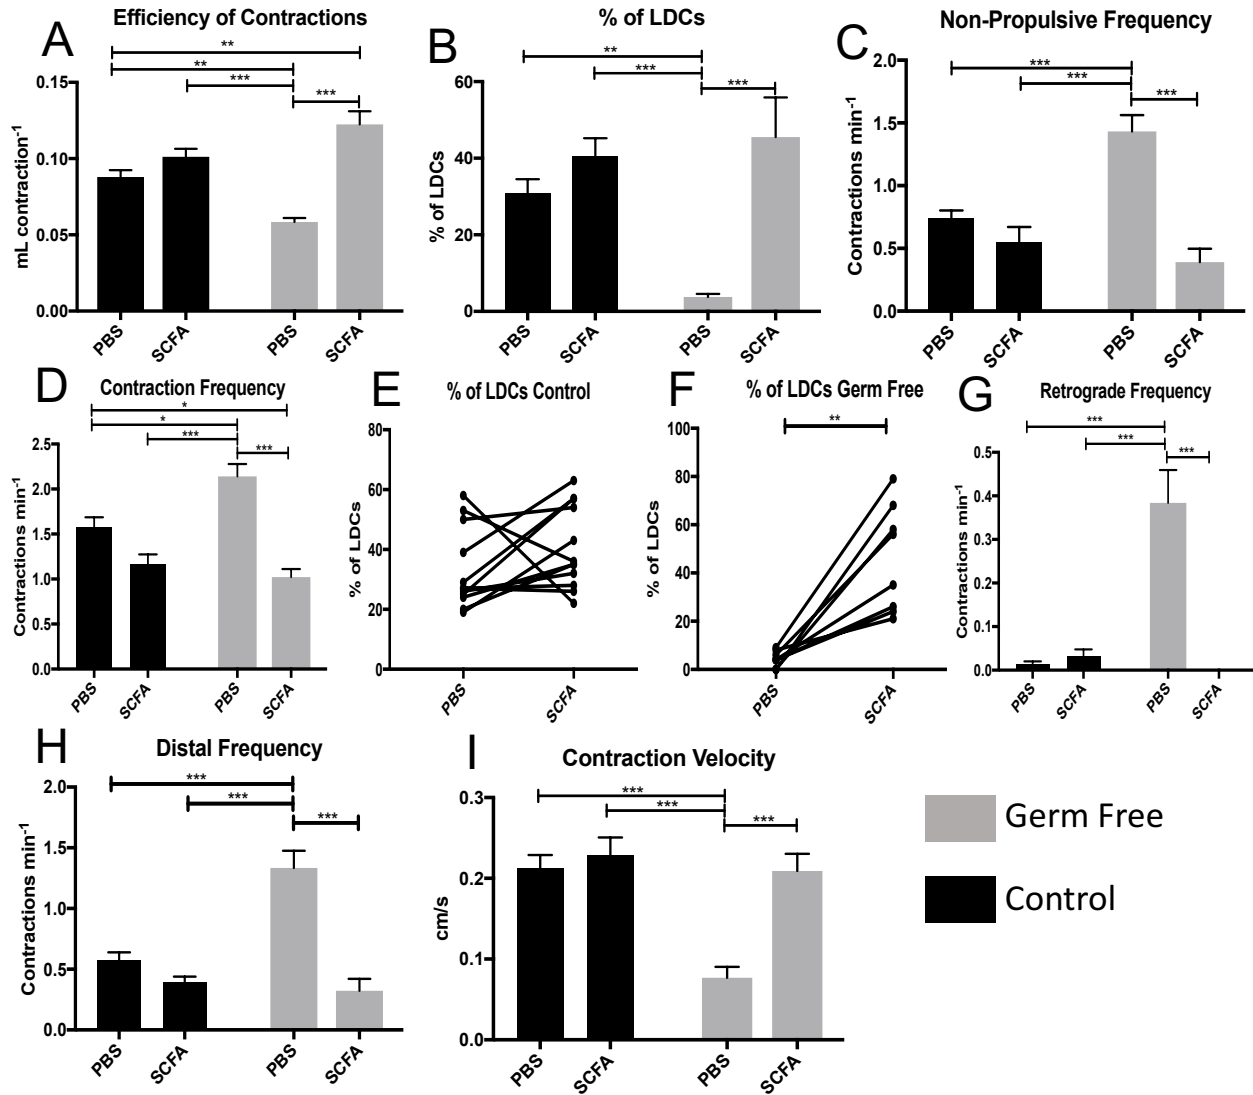 A
Efficiency of Contractions
**
**
***
***
mL contraction-1
0.15
0.10
0.05
0.00
PBS
SCFA
PBS
SCFA
B
% of LDCs
**
***
***
% of LDCs
60
40
20
0
PBS
SCFA
PBS
SCFA
C
Non-Propulsive Frequency
***
***
***
Contractions min-1
2.0
1.5
1.0
0.5
0.0
PBS
SCFA
PBS
SCFA
D
Contraction Frequency
*
*
***
***
Contractions min-1
2.5
2.0
1.5
1.0
0.5
0.0
PBS
SCFA
PBS
SCFA
E
% of LDCs Control
% of LDCs
80
60
40
20
0
PBS
SCFA
F
% of LDCs Germ Free
**
% of LDCs
100
80
60
40
20
0
PBS
SCFA
G
Retrograde Frequency
***
***
***
Contractions min-1
0.5
0.4
0.3
0.2
0.1
0.0
PBS
SCFA
PBS
SCFA
H
Distal Frequency
***
***
***
Contractions min-1
2.0
1.5
1.0
0.5
0.0
PBS
SCFA
PBS
SCFA
I
Contraction Velocity
***
***
***
cm/s
0.3
0.2
0.1
0.0
PBS
SCFA
PBS
SCFA
Germ Free
Control